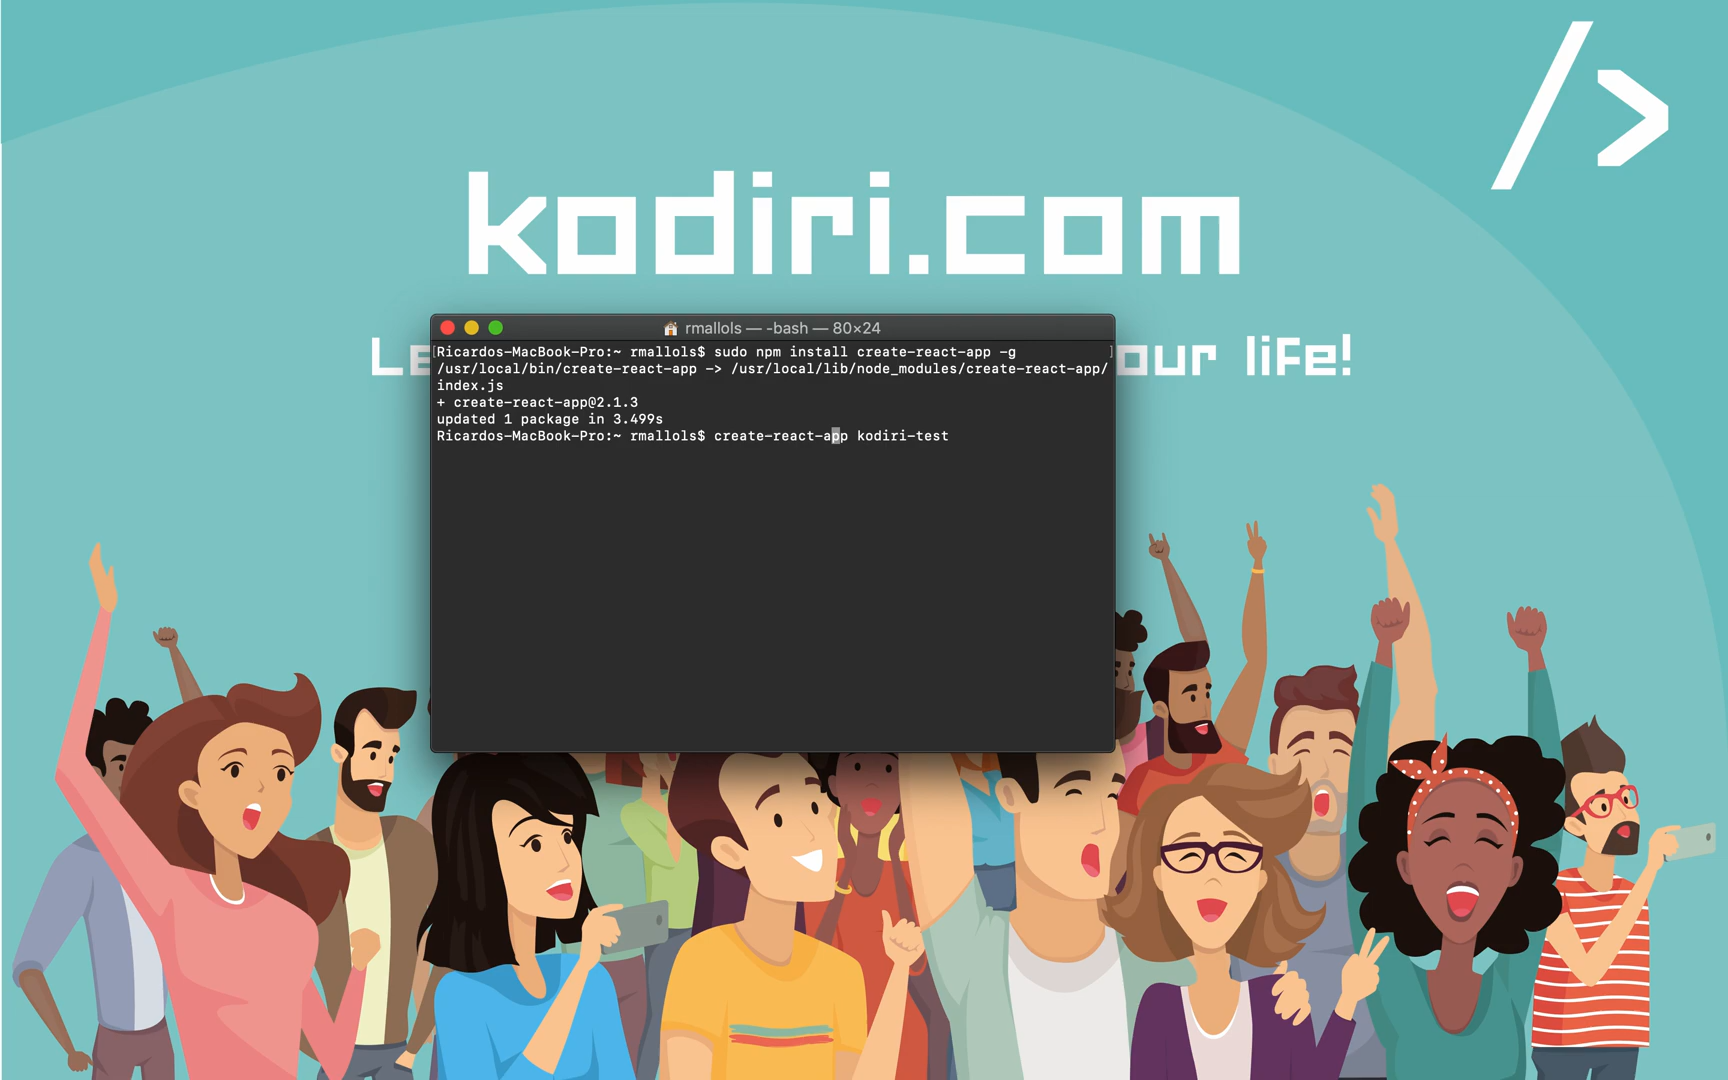 />
kodiri.com
rmallols — -bash — 80×24
Le our life!
[Ricardos-MacBook-Pro:~ rmallols$ sudo npm install create-react-app -g ]
/usr/local/bin/create-react-app -> /usr/local/lib/node_modules/create-react-app/
index.js
+ create-react-app@2.1.3
updated 1 package in 3.499s
Ricardos-MacBook-Pro:~ rmallols$ create-react-app kodiri-test